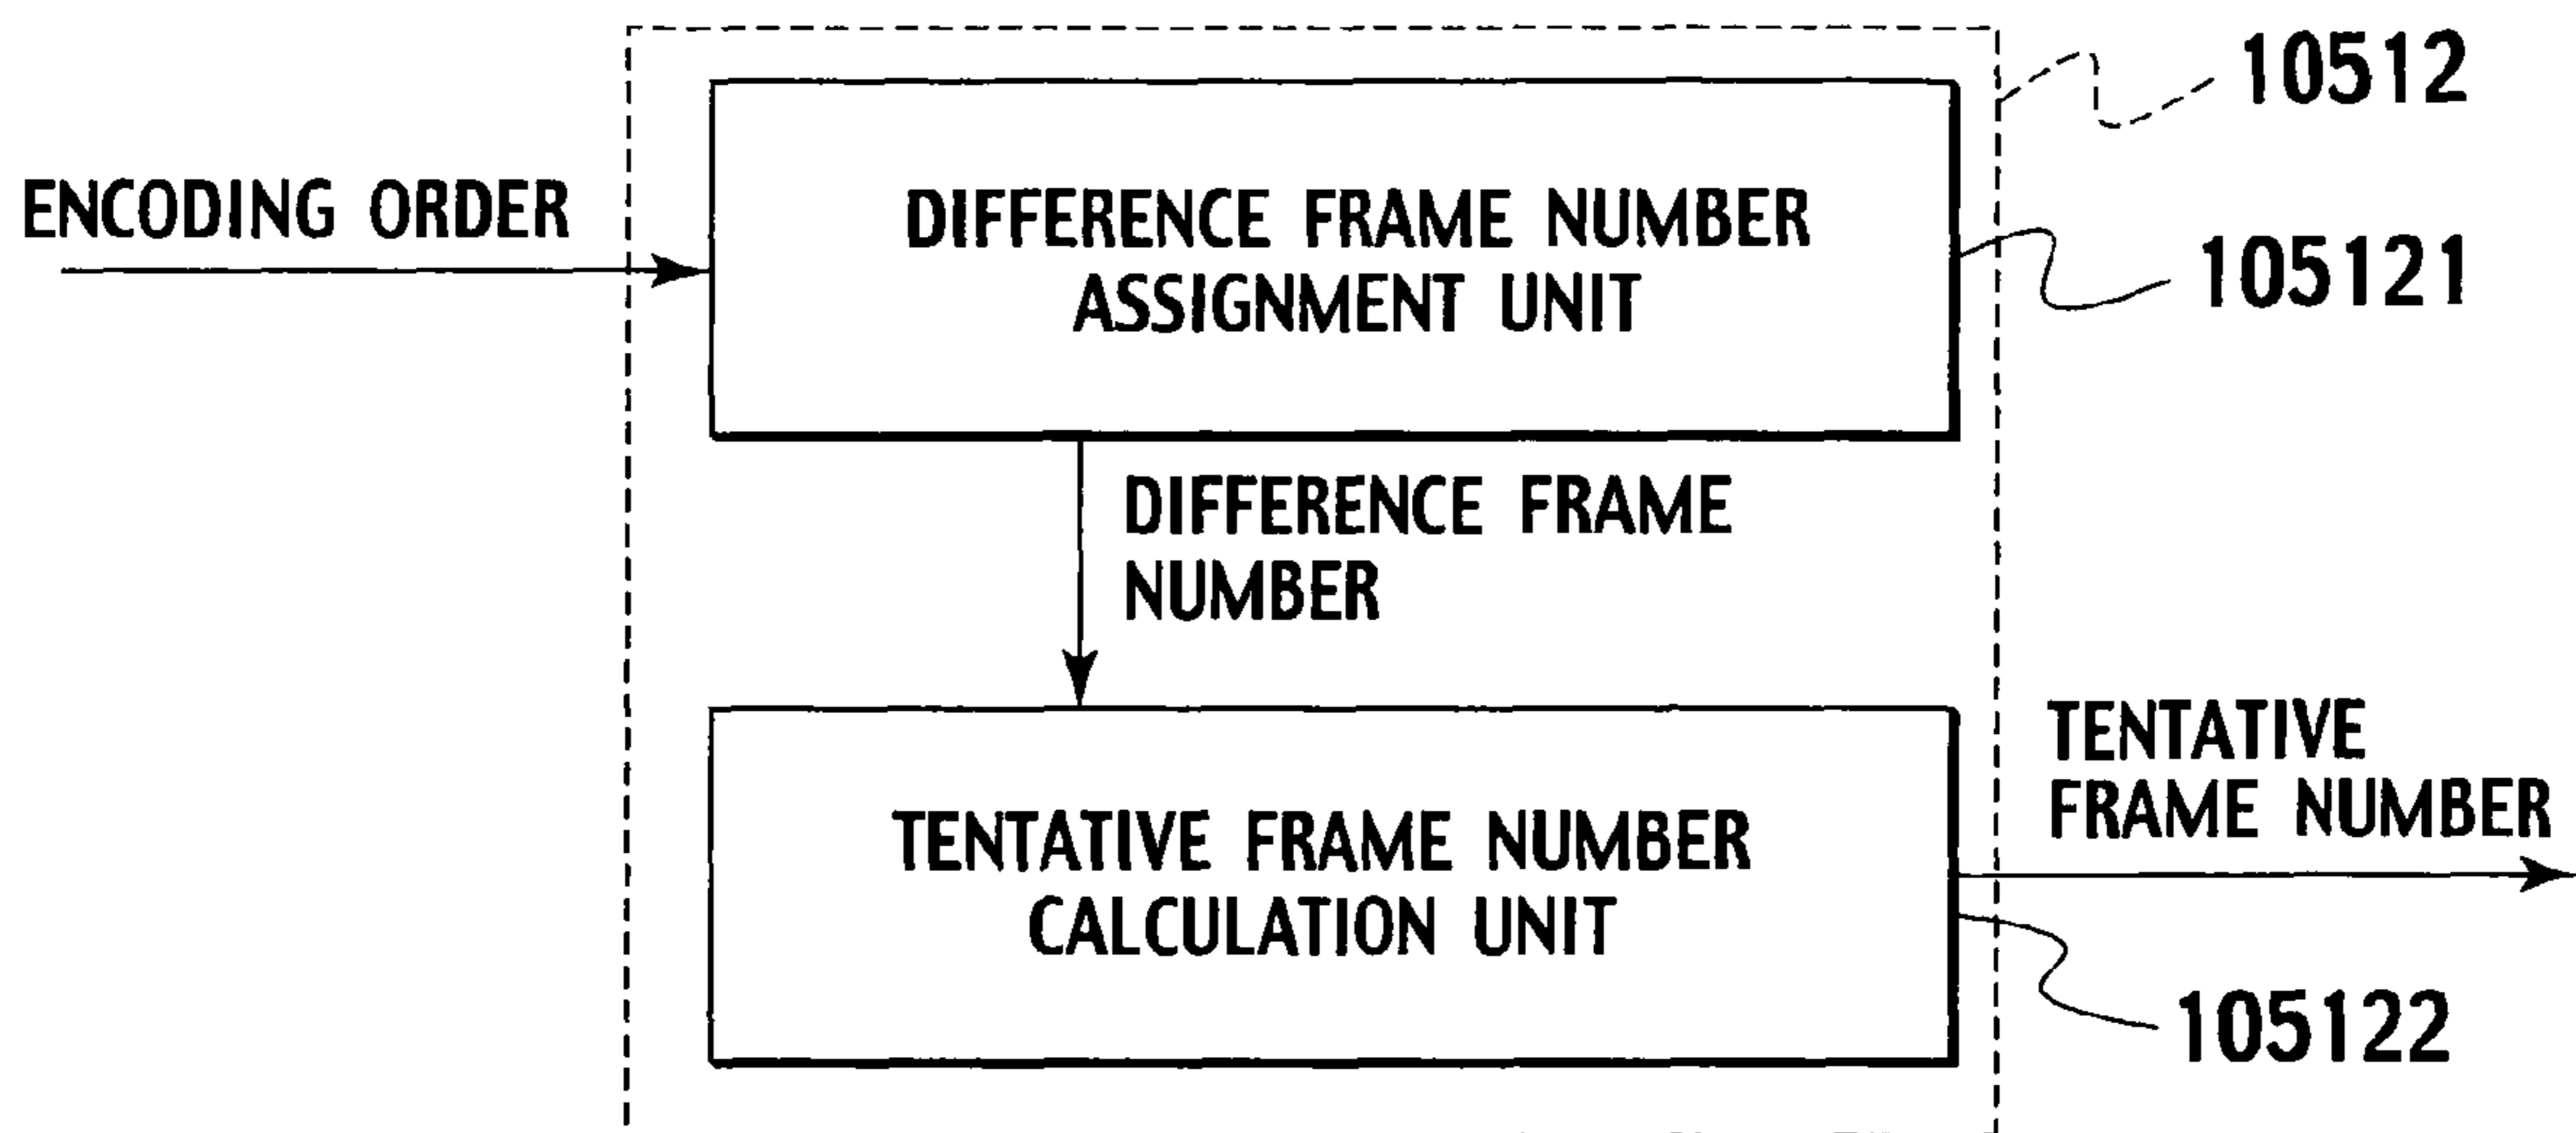 10512
ENCODING ORDER
DIFFERENCE FRAME NUMBER
ASSIGNMENT UNIT
105121
DIFFERENCE FRAME
NUMBER
TENTATIVE
FRAME NUMBER
TENTATIVE FRAME NUMBER
CALCULATION UNIT
105122